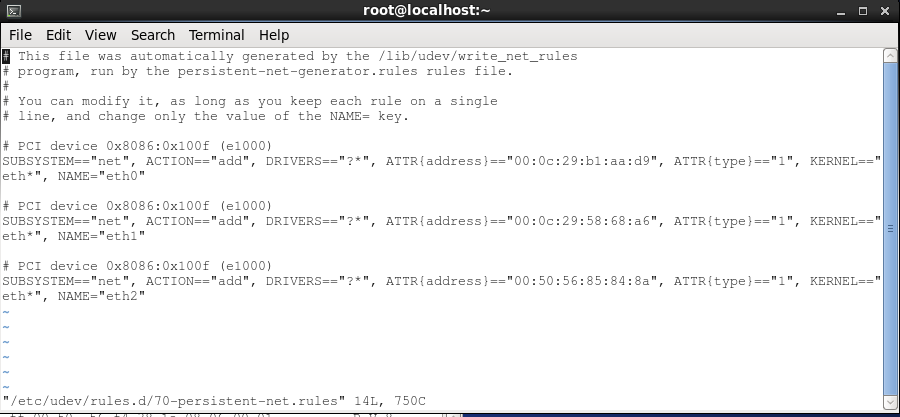 root@localhost:~
File Edit View Search Terminal Help
# This file was automatically generated by the /lib/udev/write_net_rules
# program, run by the persistent-net-generator.rules rules file.
#
# You can modify it, as long as you keep each rule on a single
# line, and change only the value of the NAME= key.
# PCI device 0x8086:0x100f (e1000)
SUBSYSTEM=="net", ACTION=="add", DRIVERS=="?*", ATTR{address}=="00:0c:29:b1:aa:d9", ATTR{type}=="1", KERNEL=="
eth*", NAME="eth0"
# PCI device 0x8086:0x100f (e1000)
SUBSYSTEM=="net", ACTION=="add", DRIVERS=="?*", ATTR{address}=="00:0c:29:58:68:a6", ATTR{type}=="1", KERNEL=="
eth*", NAME="eth1"
# PCI device 0x8086:0x100f (e1000)
SUBSYSTEM=="net", ACTION=="add", DRIVERS=="?*", ATTR{address}=="00:50:56:85:84:8a", ATTR{type}=="1", KERNEL=="
eth*", NAME="eth2"
~
~
~
~
~
~
"/etc/udev/rules.d/70-persistent-net.rules" 14L, 750C